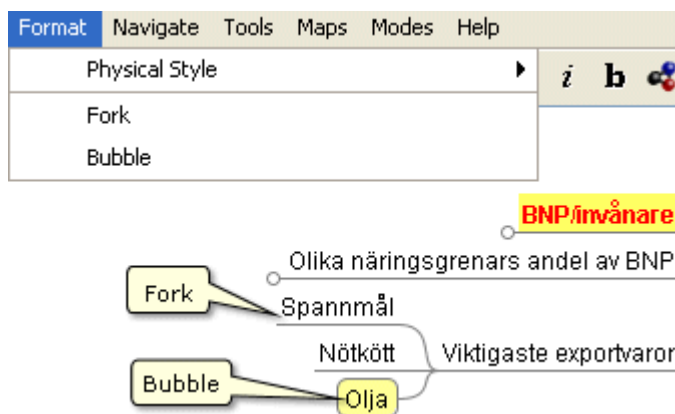 Format Navigate Tools Maps Modes Help
Physical Style
i b
Fork
Bubble
BNP/invånare
Olika näringsgrenars andel av BNP
Fork
Spannmål
Nötkött Viktigaste exportvaror
Bubble
Olja